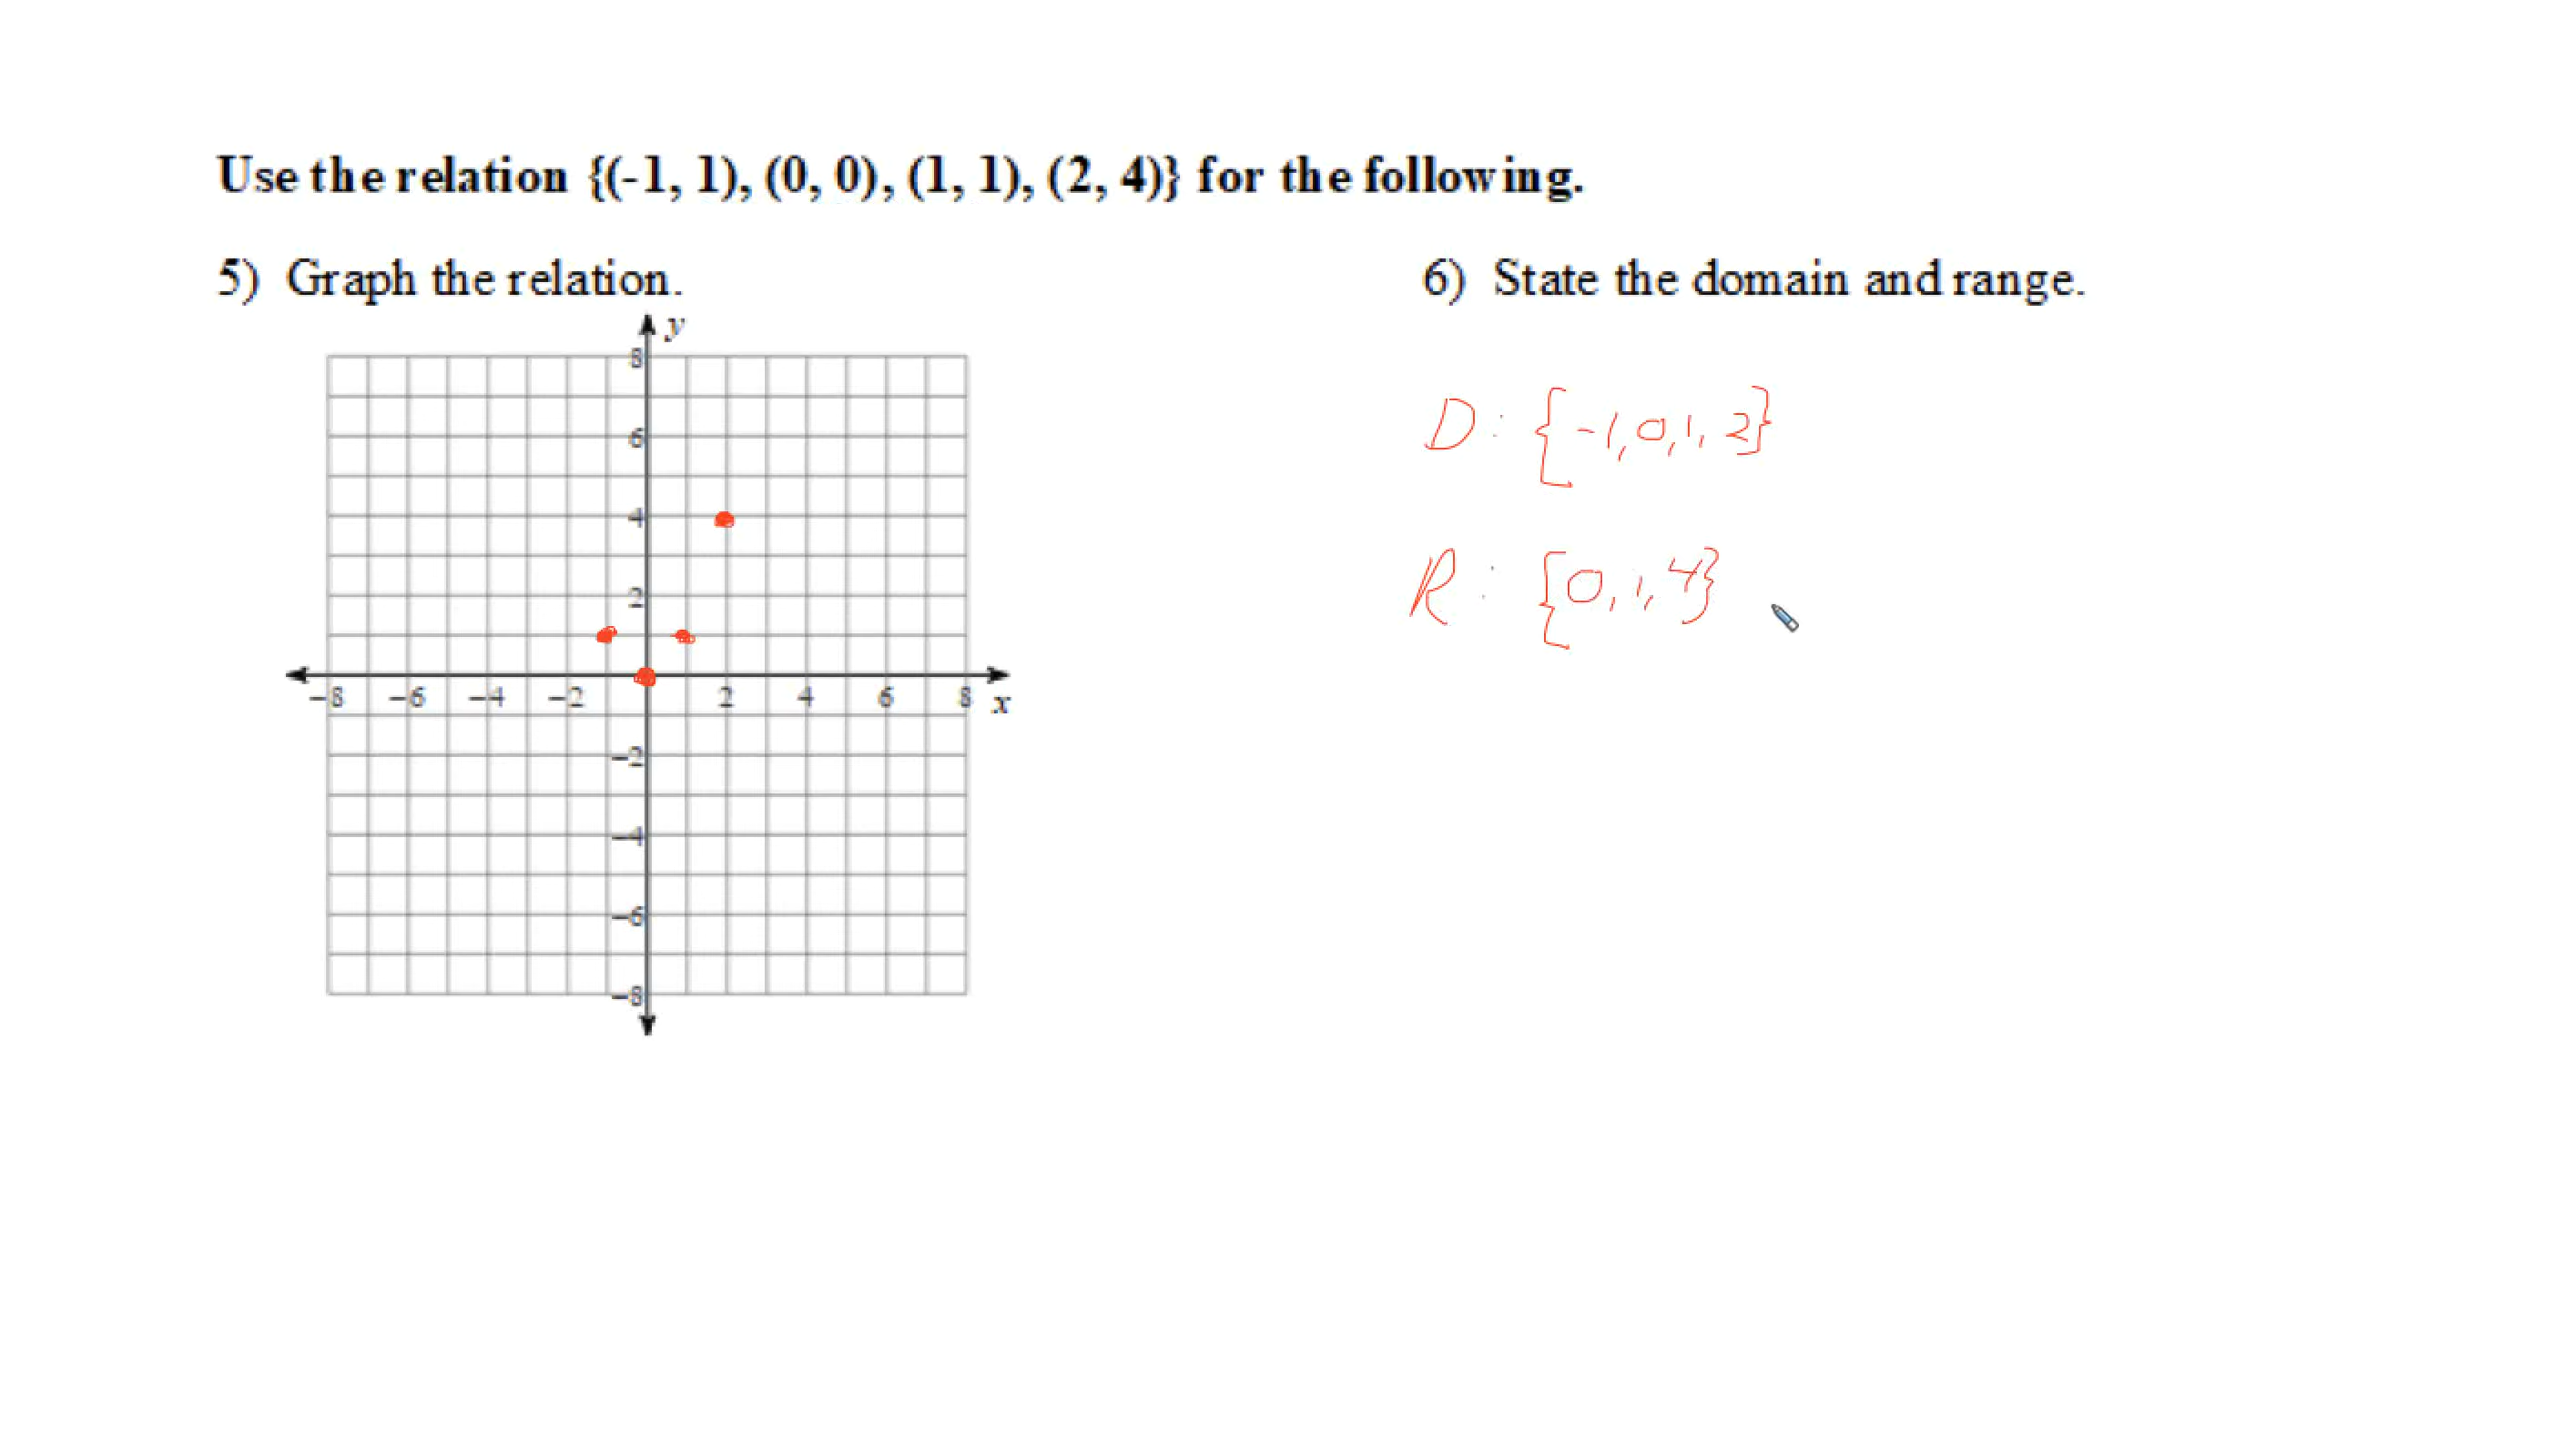 Use the relation {(-1, 1), (0, 0), (1, 1), (2, 4)} for the following.
5) Graph the relation.
6) State the domain and range.
y
8
6
4
2
-8 -6 -4 -2 2 4 6 8 x
-2
-4
-6
-8
D: {-1,0,1,2}
R: {0,1,4}